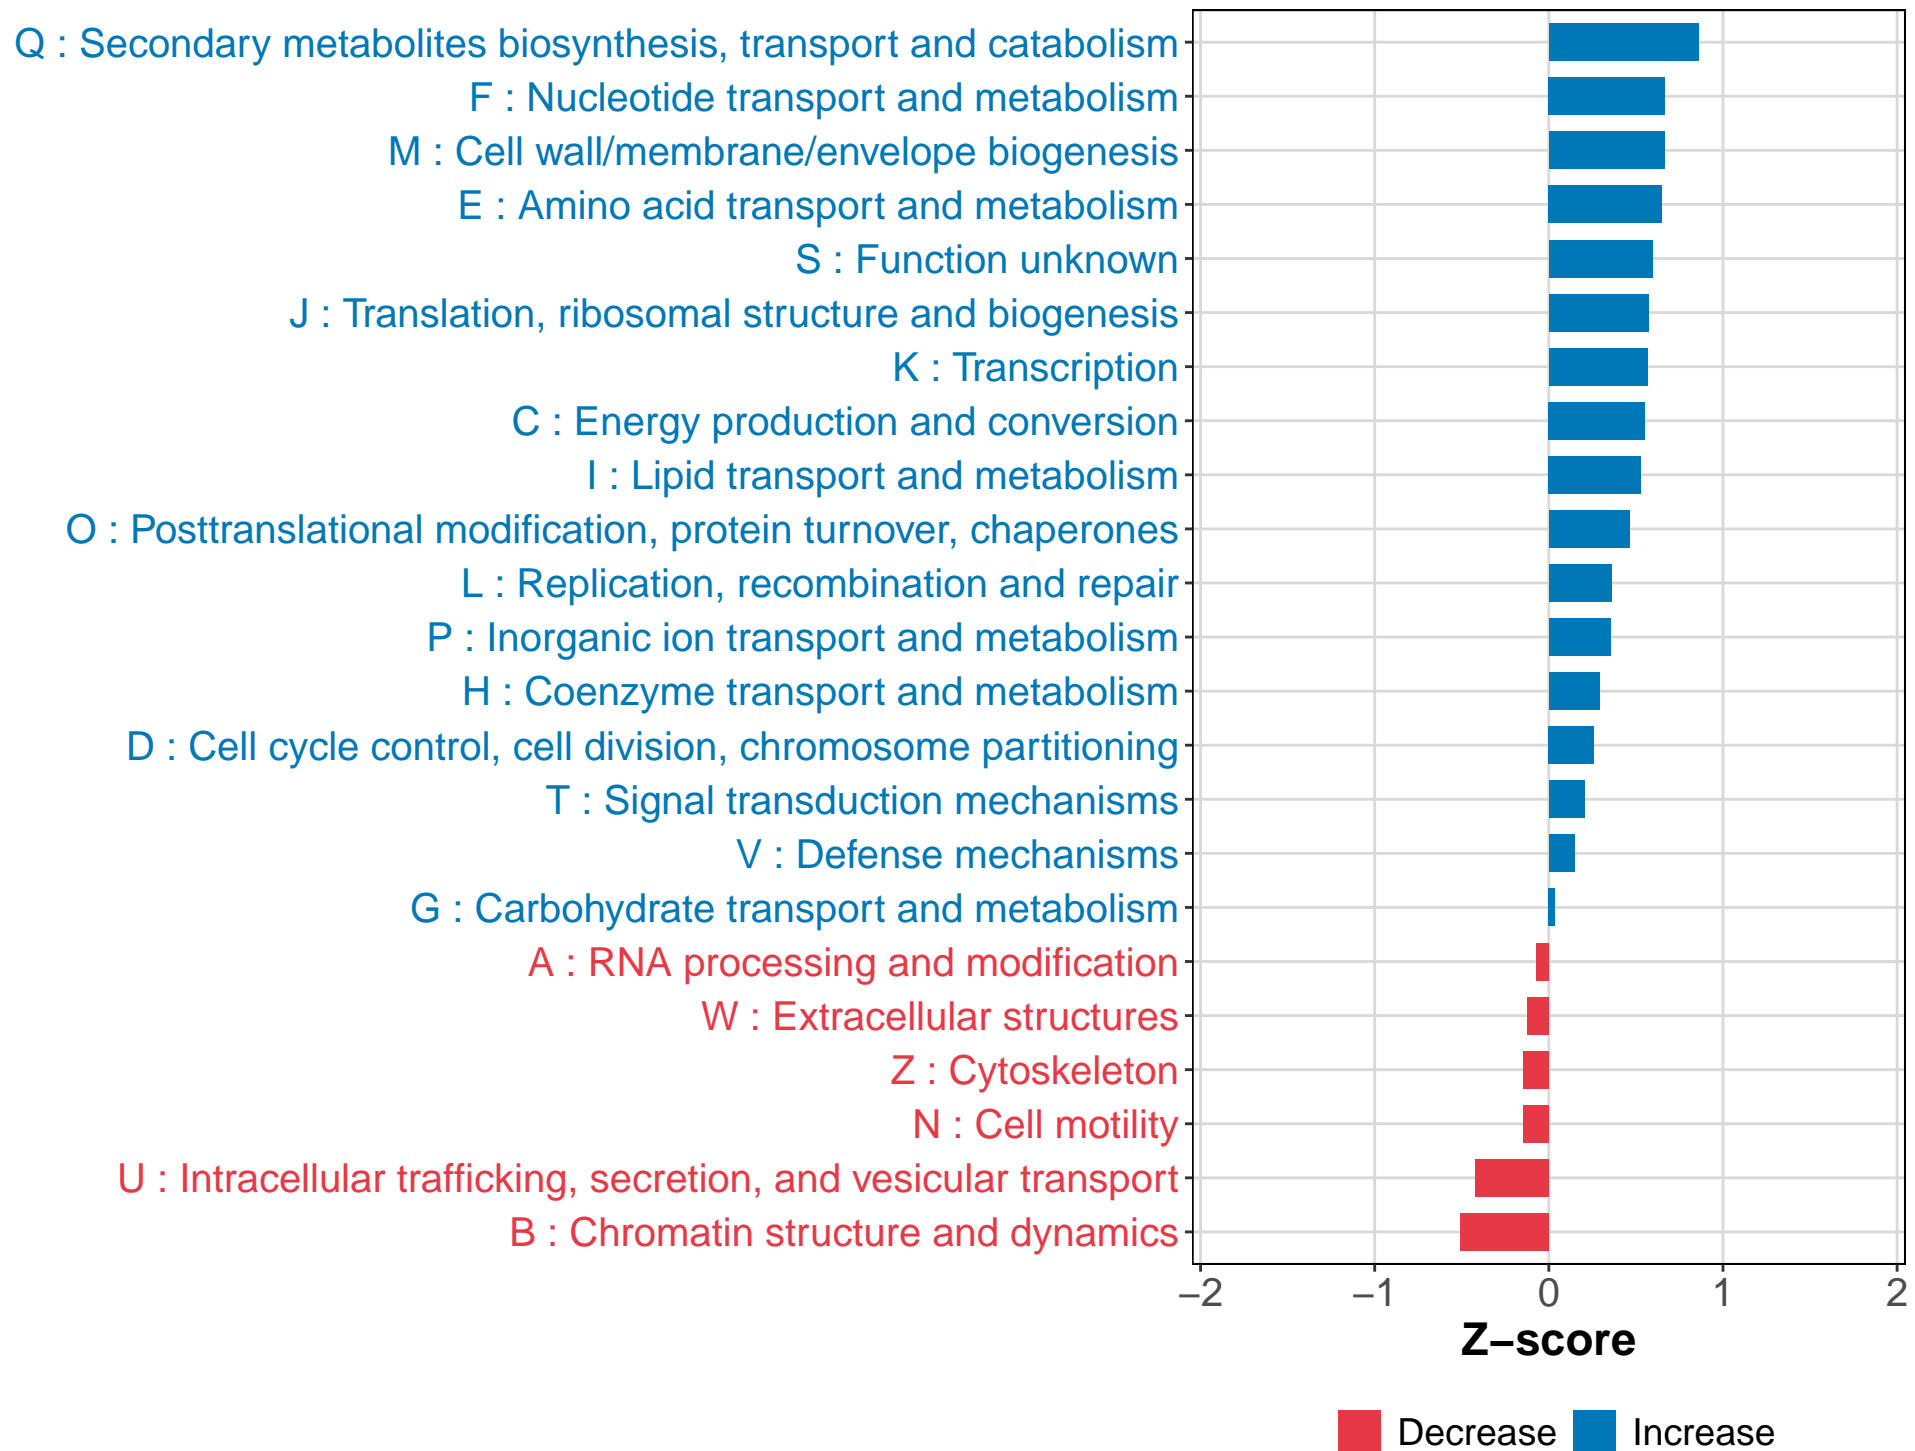 Q : Secondary metabolites biosynthesis, transport and catabolism
F : Nucleotide transport and metabolism
M : Cell wall/membrane/envelope biogenesis
E : Amino acid transport and metabolism
S : Function unknown
J : Translation, ribosomal structure and biogenesis
K : Transcription
C : Energy production and conversion
I : Lipid transport and metabolism
O : Posttranslational modification, protein turnover, chaperones
L : Replication, recombination and repair
P : Inorganic ion transport and metabolism
H : Coenzyme transport and metabolism
D : Cell cycle control, cell division, chromosome partitioning
T : Signal transduction mechanisms
V : Defense mechanisms
G : Carbohydrate transport and metabolism
A : RNA processing and modification
W : Extracellular structures
Z : Cytoskeleton
N : Cell motility
U : Intracellular trafficking, secretion, and vesicular transport
B : Chromatin structure and dynamics
−2 −1 0 1 2
Z−score
Decrease Increase